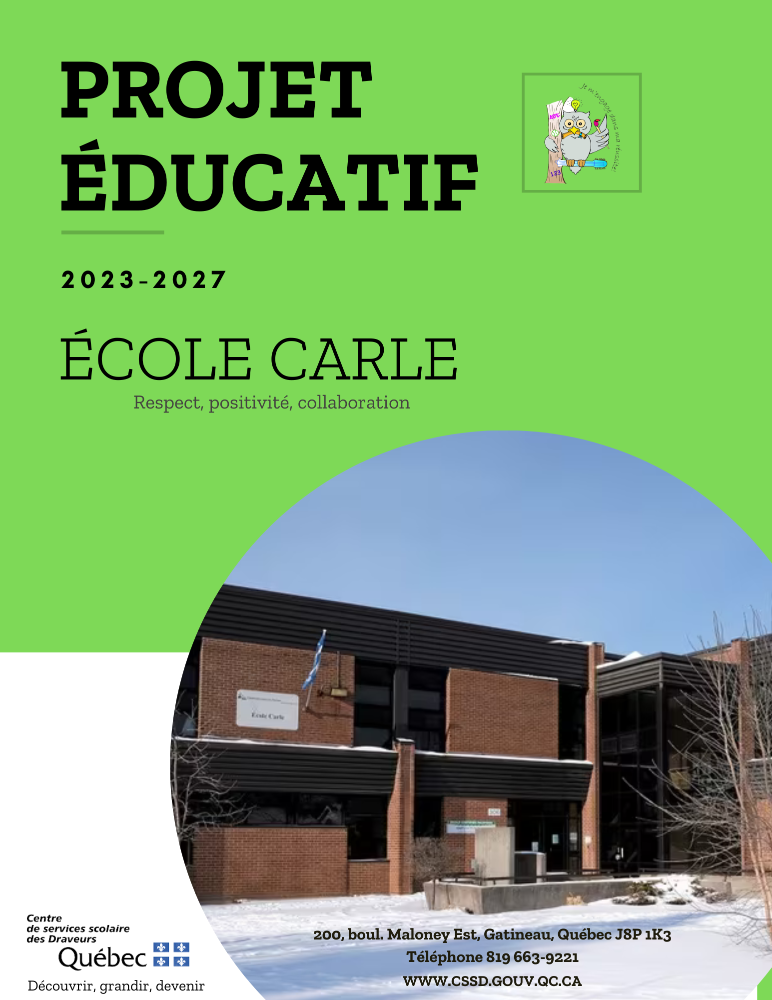 PROJET
ÉDUCATIF
Je m'engage dans ma réussite!
ABC
123
2023-2027
ÉCOLE CARLE
Respect, positivité, collaboration
École Carle
Centre
de services scolaire
des Draveurs
Québec
Découvrir, grandir, devenir
200, boul. Maloney Est, Gatineau, Québec J8P 1K3
Téléphone 819 663-9221
WWW.CSSD.GOUV.QC.CA